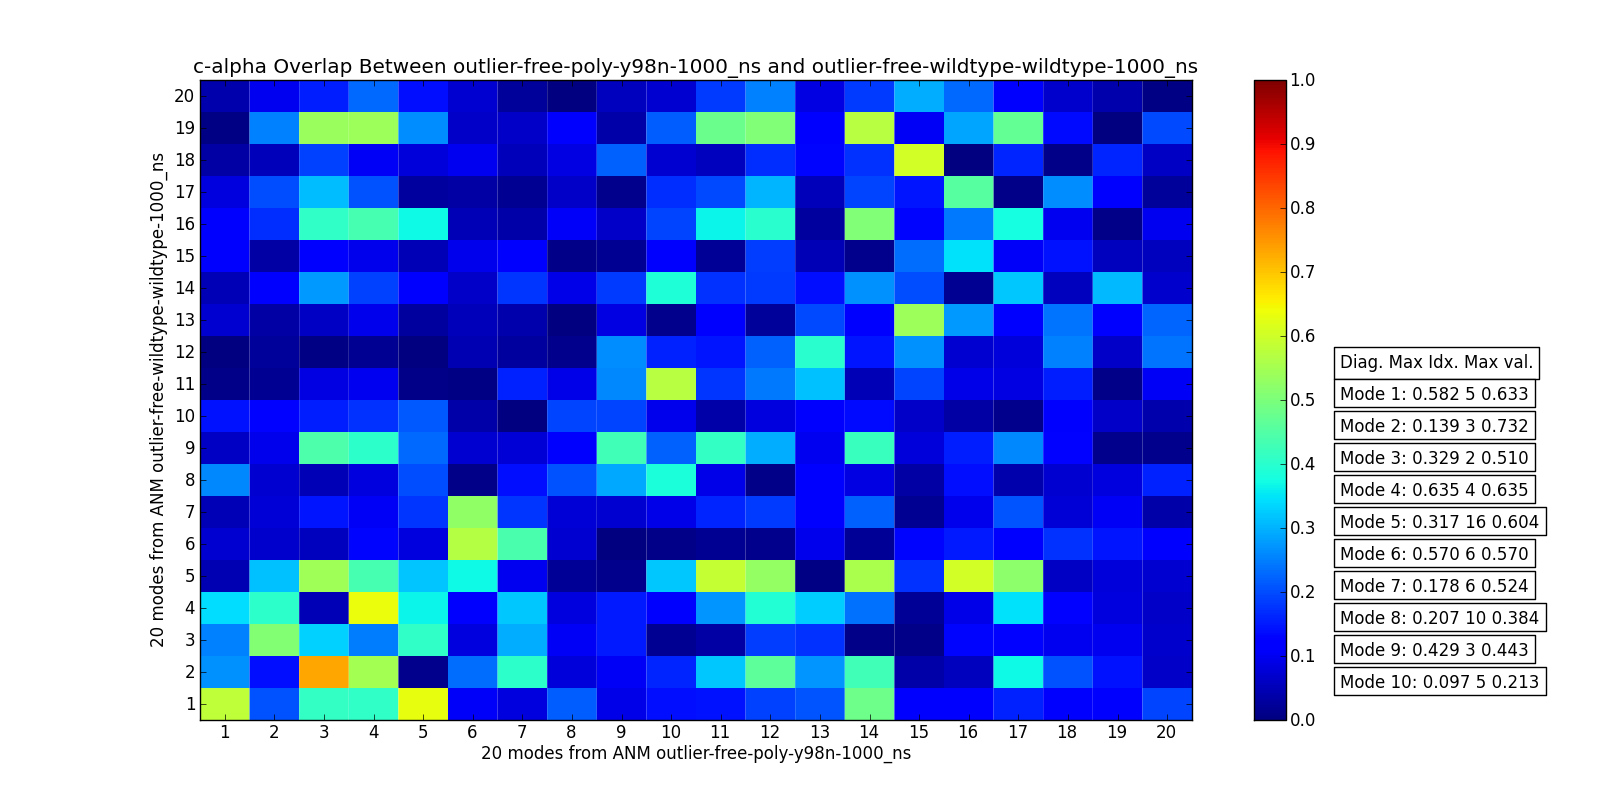 c-alpha Overlap Between outlier-free-poly-y98n-1000_ns and outlier-free-wildtype-wildtype-1000_ns
20 modes from ANM outlier-free-wildtype-wildtype-1000_ns
20
19
18
17
16
15
14
13
12
11
10
9
8
7
6
5
4
3
2
1
1 2 3 4 5 6 7 8 9 10 11 12 13 14 15 16 17 18 19 20
20 modes from ANM outlier-free-poly-y98n-1000_ns
1.0
0.9
0.8
0.7
0.6
0.5
0.4
0.3
0.2
0.1
0.0
Diag. Max Idx. Max val.
Mode 1: 0.582 5 0.633
Mode 2: 0.139 3 0.732
Mode 3: 0.329 2 0.510
Mode 4: 0.635 4 0.635
Mode 5: 0.317 16 0.604
Mode 6: 0.570 6 0.570
Mode 7: 0.178 6 0.524
Mode 8: 0.207 10 0.384
Mode 9: 0.429 3 0.443
Mode 10: 0.097 5 0.213